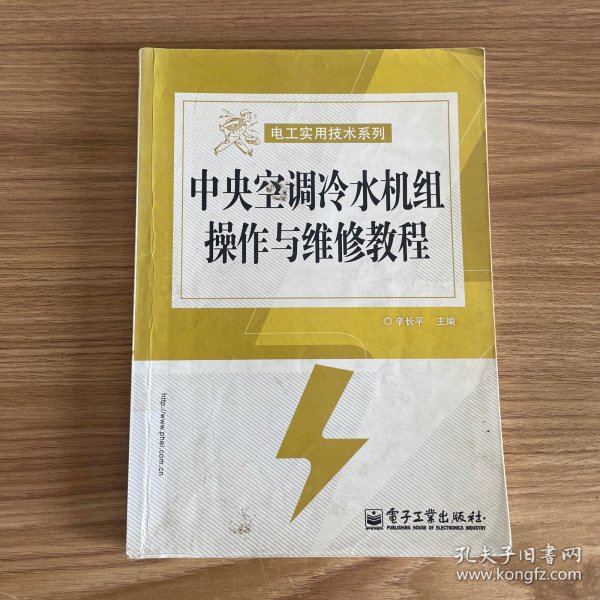 电工实用技术系列
中央空调冷水机组
操作与维修教程
辛长平 主编
http://www.phei.com.cn
電子工業出版社
PUBLISHING HOUSE OF ELECTRONICS INDUSTRY
孔夫子旧书网
www.kongfz.com